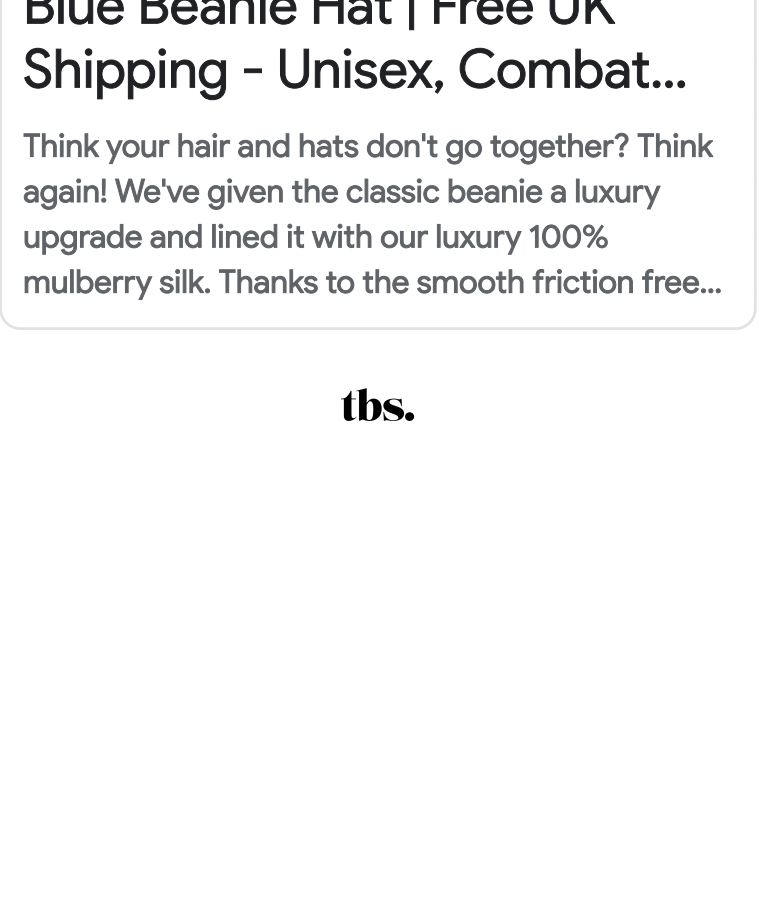 Blue Beanie Hat | Free UK
Shipping - Unisex, Combat...
Think your hair and hats don't go together? Think
again! We've given the classic beanie a luxury
upgrade and lined it with our luxury 100%
mulberry silk. Thanks to the smooth friction free...
tbs.